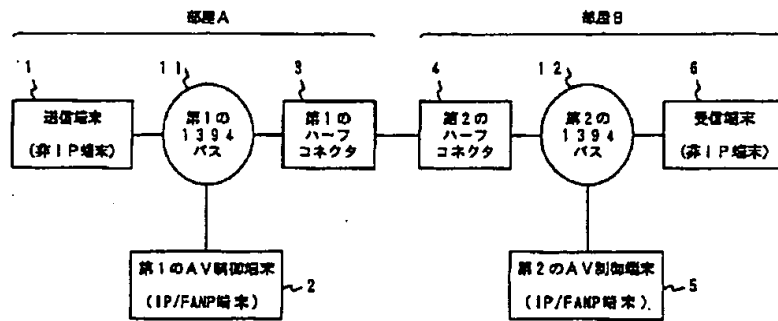 部屋A
部屋B
1
11
3
4
12
6
送信端末
(非IP端末)
第1の
1394
バス
第1の
ハーフ
コネクタ
第2の
ハーフ
コネクタ
第2の
1394
バス
受信端末
(非IP端末)
第1のAV制御端末
(IP/FANP端末)
2
第2のAV制御端末
(IP/FANP端末)
5